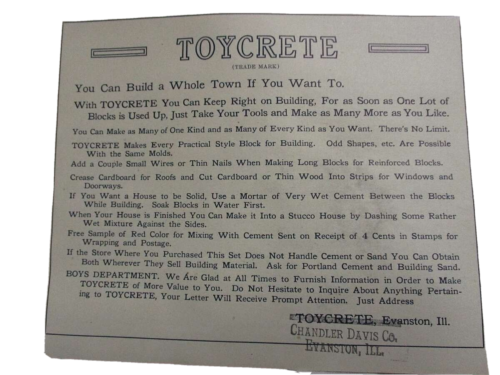 TOYCRETE
(TRADE MARK)
You Can Build a Whole Town If You Want To.
With TOYCRETE You Can Keep Right on Building, For as Soon as One Lot of
Blocks is Used Up, Just Take Your Tools and Make as Many More as You Like.
You Can Make as Many of One Kind and as Many of Every Kind as You Want. There's No Limit.
TOYCRETE Makes Every Practical Style Block for Building. Odd Shapes, etc. Are Possible
With the Same Molds.
Add a Couple Small Wires or Thin Nails When Making Long Blocks for Reinforced Blocks.
Crease Cardboard for Roofs and Cut Cardboard or Thin Wood Into Strips for Windows and
Doorways.
If You Want a House to be Solid, Use a Mortar of Very Wet Cement Between the Blocks
While Building. Soak Blocks in Water First.
When Your House is Finished You Can Make it Into a Stucco House by Dashing Some Rather
Wet Mixture Against the Sides.
Free Sample of Red Color for Mixing With Cement Sent on Receipt of 4 Cents in Stamps for
Wrapping and Postage.
If the Store Where You Purchased This Set Does Not Handle Cement or Sand You Can Obtain
Both Wherever They Sell Building Material. Ask for Portland Cement and Building Sand.
BOYS DEPARTMENT. We Are Glad at All Times to Furnish Information in Order to Make
TOYCRETE of More Value to You. Do Not Hesitate to Inquire About Anything Pertain-
ing to TOYCRETE, Your Letter Will Receive Prompt Attention. Just Address
TOYCRETE, Evanston, Ill.
CHANDLER DAVIS CO.
EVANSTON, ILL.